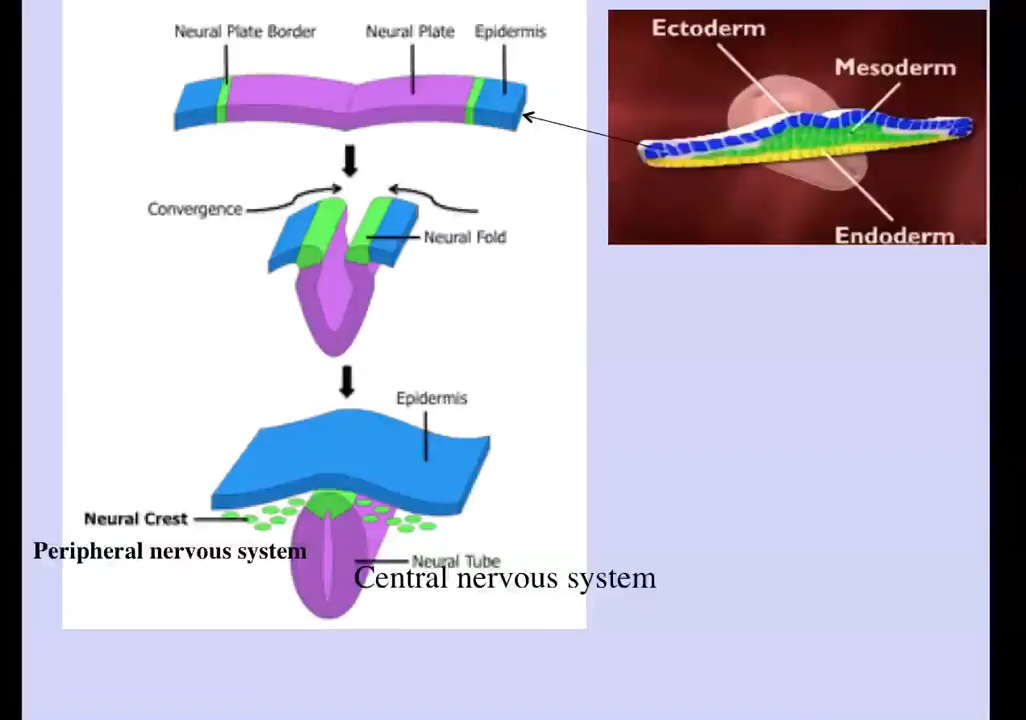 Neural Plate Border
Neural Plate
Epidermis
Convergence
Neural Fold
Epidermis
Neural Crest
Peripheral nervous system
Neural Tube
Central nervous system
Ectoderm
Mesoderm
Endoderm